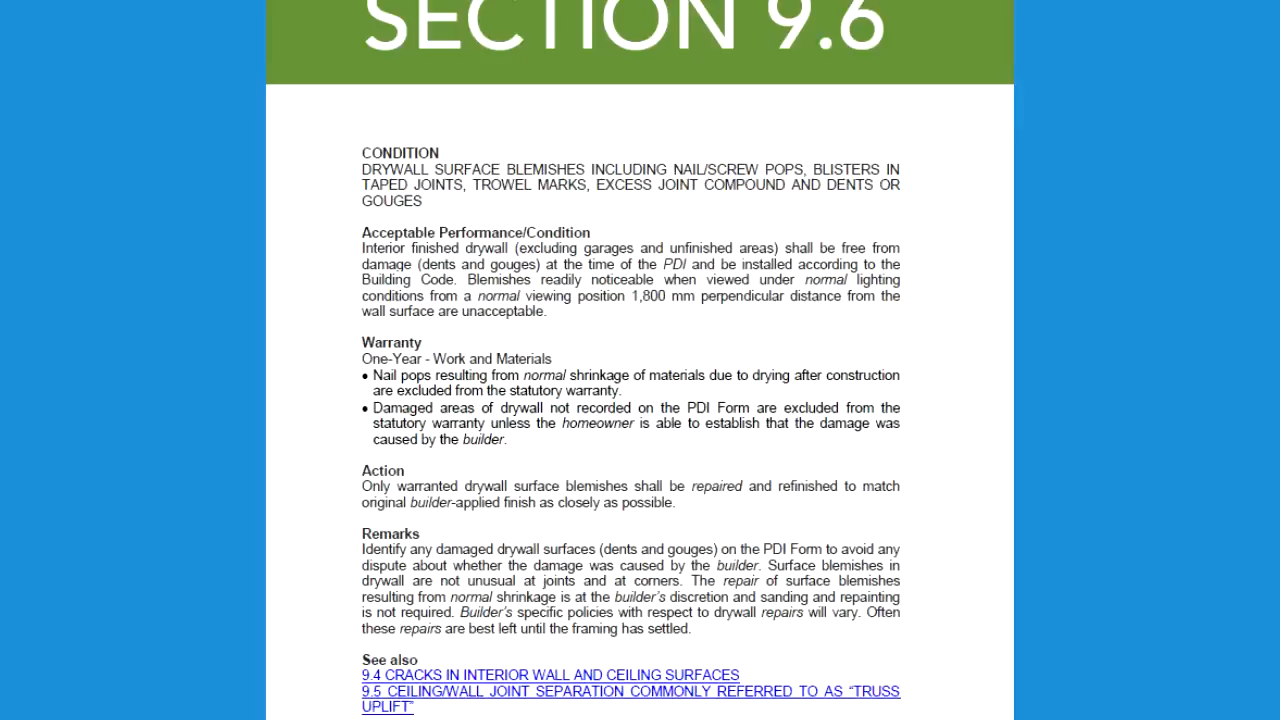 SECTION 9.6
CONDITION
DRYWALL SURFACE BLEMISHES INCLUDING NAIL/SCREW POPS, BLISTERS IN
TAPED JOINTS, TROWEL MARKS, EXCESS JOINT COMPOUND AND DENTS OR
GOUGES
Acceptable Performance/Condition
Interior finished drywall (excluding garages and unfinished areas) shall be free from
damage (dents and gouges) at the time of the PDI and be installed according to the
Building Code. Blemishes readily noticeable when viewed under normal lighting
conditions from a normal viewing position 1,800 mm perpendicular distance from the
wall surface are unacceptable.
Warranty
One-Year - Work and Materials
• Nail pops resulting from normal shrinkage of materials due to drying after construction
are excluded from the statutory warranty.
• Damaged areas of drywall not recorded on the PDI Form are excluded from the
statutory warranty unless the homeowner is able to establish that the damage was
caused by the builder.
Action
Only warranted drywall surface blemishes shall be repaired and refinished to match
original builder-applied finish as closely as possible.
Remarks
Identify any damaged drywall surfaces (dents and gouges) on the PDI Form to avoid any
dispute about whether the damage was caused by the builder. Surface blemishes in
drywall are not unusual at joints and at corners. The repair of surface blemishes
resulting from normal shrinkage is at the builder's discretion and sanding and repainting
is not required. Builder's specific policies with respect to drywall repairs will vary. Often
these repairs are best left until the framing has settled.
See also
9.4 CRACKS IN INTERIOR WALL AND CEILING SURFACES
9.5 CEILING/WALL JOINT SEPARATION COMMONLY REFERRED TO AS “TRUSS
UPLIFT”